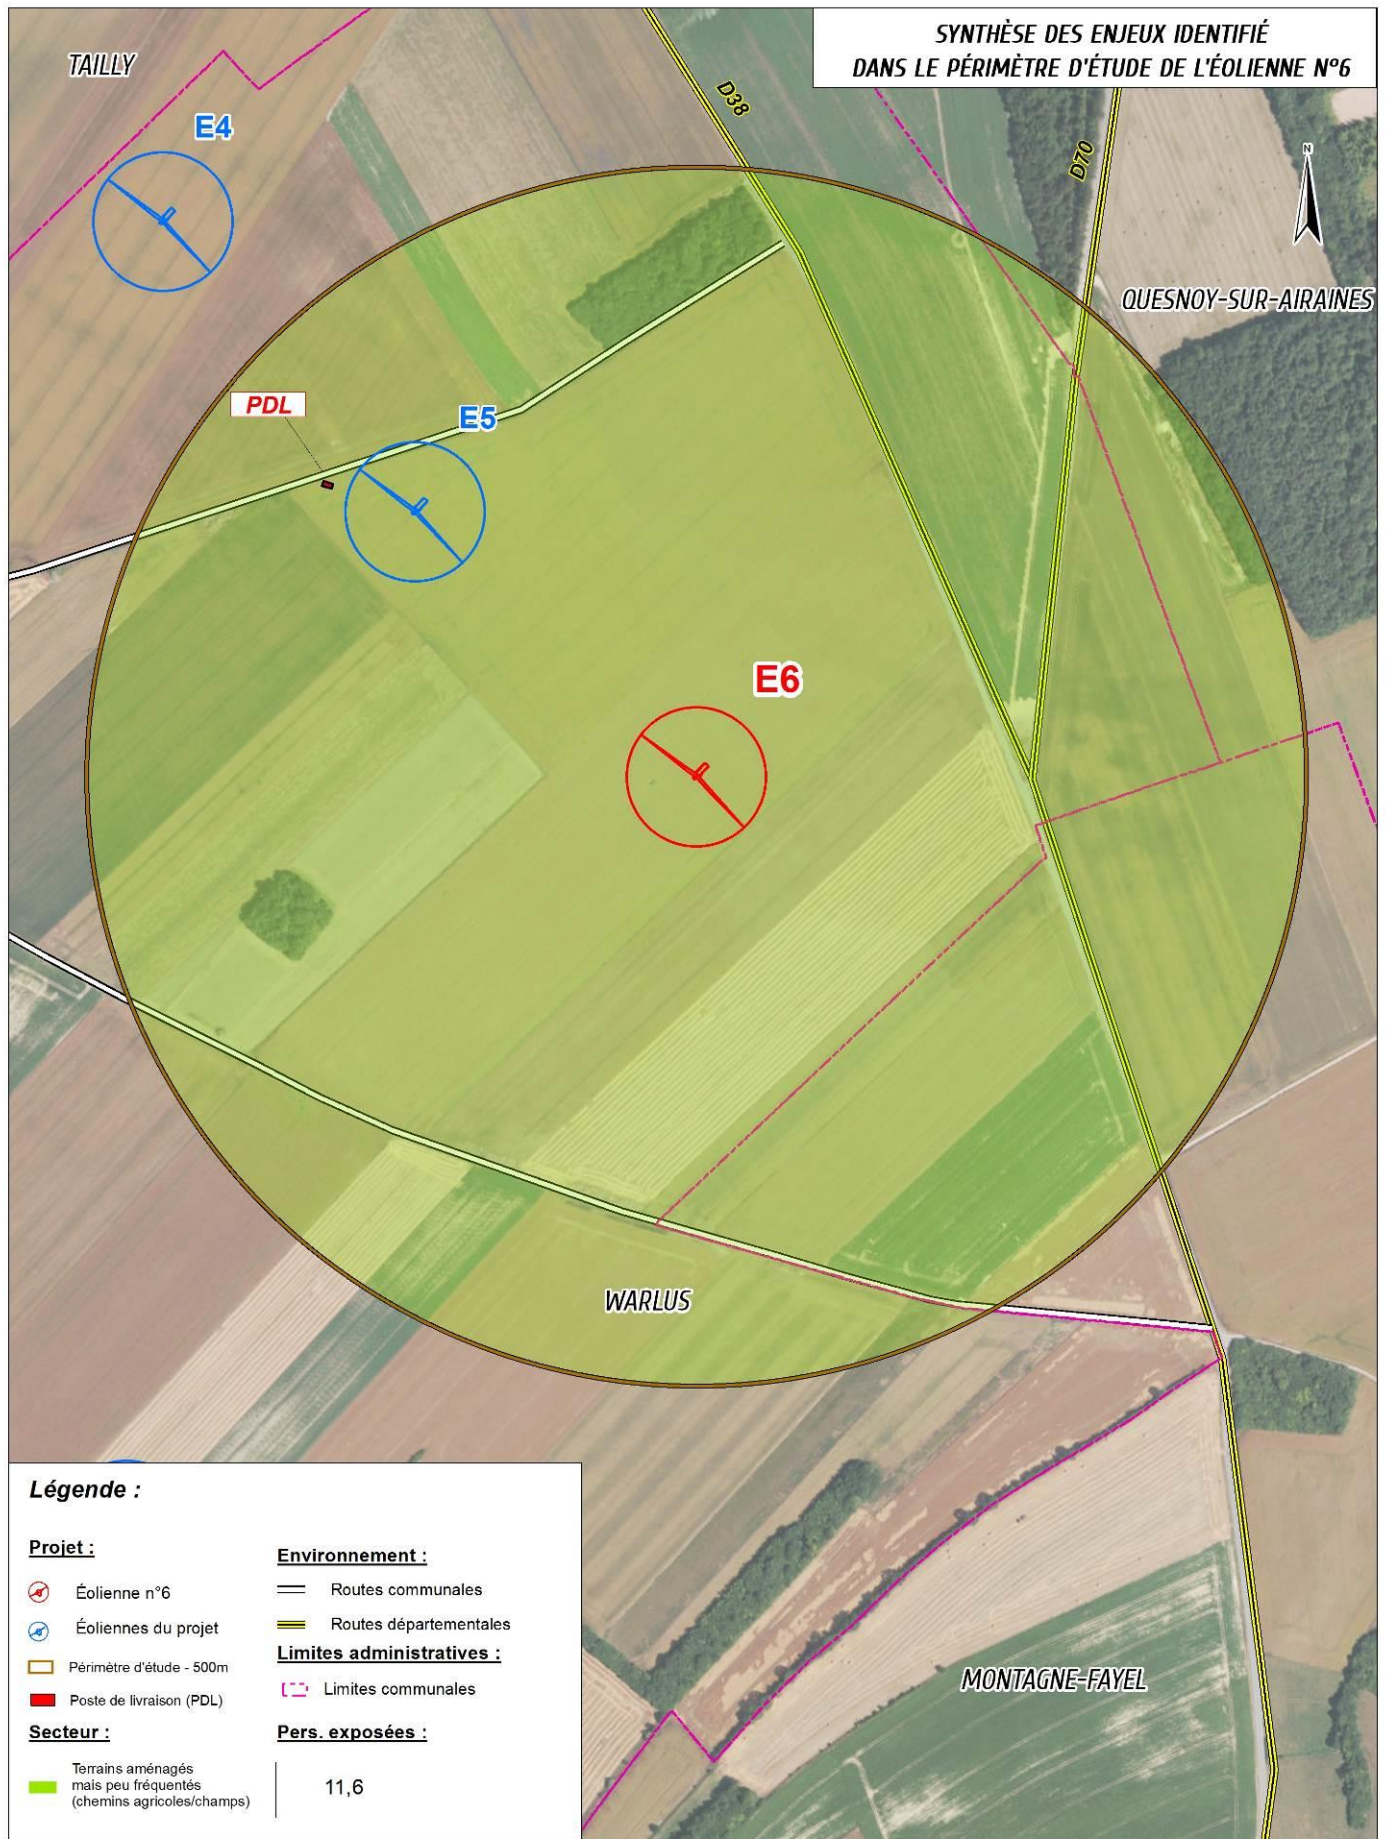 SYNTHÈSE DES ENJEUX IDENTIFIÉ
DANS LE PÉRIMÈTRE D'ÉTUDE DE L'ÉOLIENNE N°6
TAILLY
E4
D38
D70
N
QUESNOY-SUR-AIRAINES
PDL
E5
E6
WARLUS
MONTAGNE-FAYEL
Légende :
Projet :
Éolienne n°6
Éoliennes du projet
Périmètre d'étude - 500m
Poste de livraison (PDL)
Secteur :
Terrains aménagés
mais peu fréquentés
(chemins agricoles/champs)
Environnement :
Routes communales
Routes départementales
Limites administratives :
Limites communales
Pers. exposées :
11,6